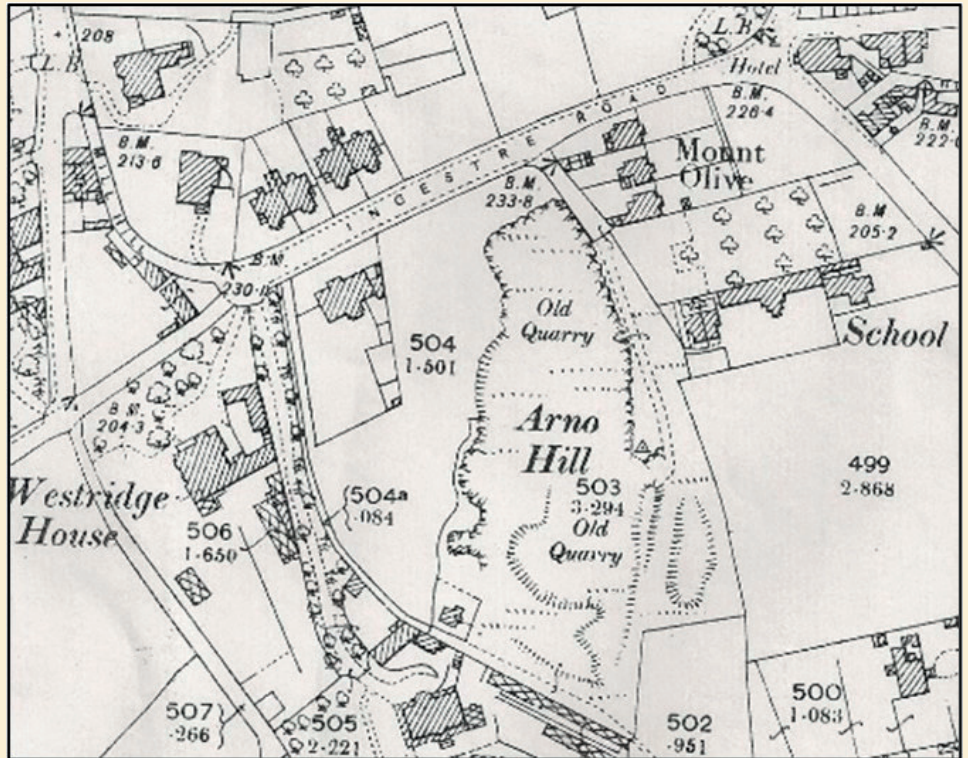 208
L.B
L.B
Hotel
B.M.
226·4
B.M.
213·6
B.M.
222·
INGESTRE ROAD
Mount
Olive
B.M.
233·8
B.M
205·2
B.M
230·
Old
Quarry
504
1·501
School
Arno
Hill
B.M.
204·3
499
2·868
Westridge
House
504a
·084
503
3·294
Old
Quarry
506
1·650
507
·266
505
2·221
502
·951
500
1·083